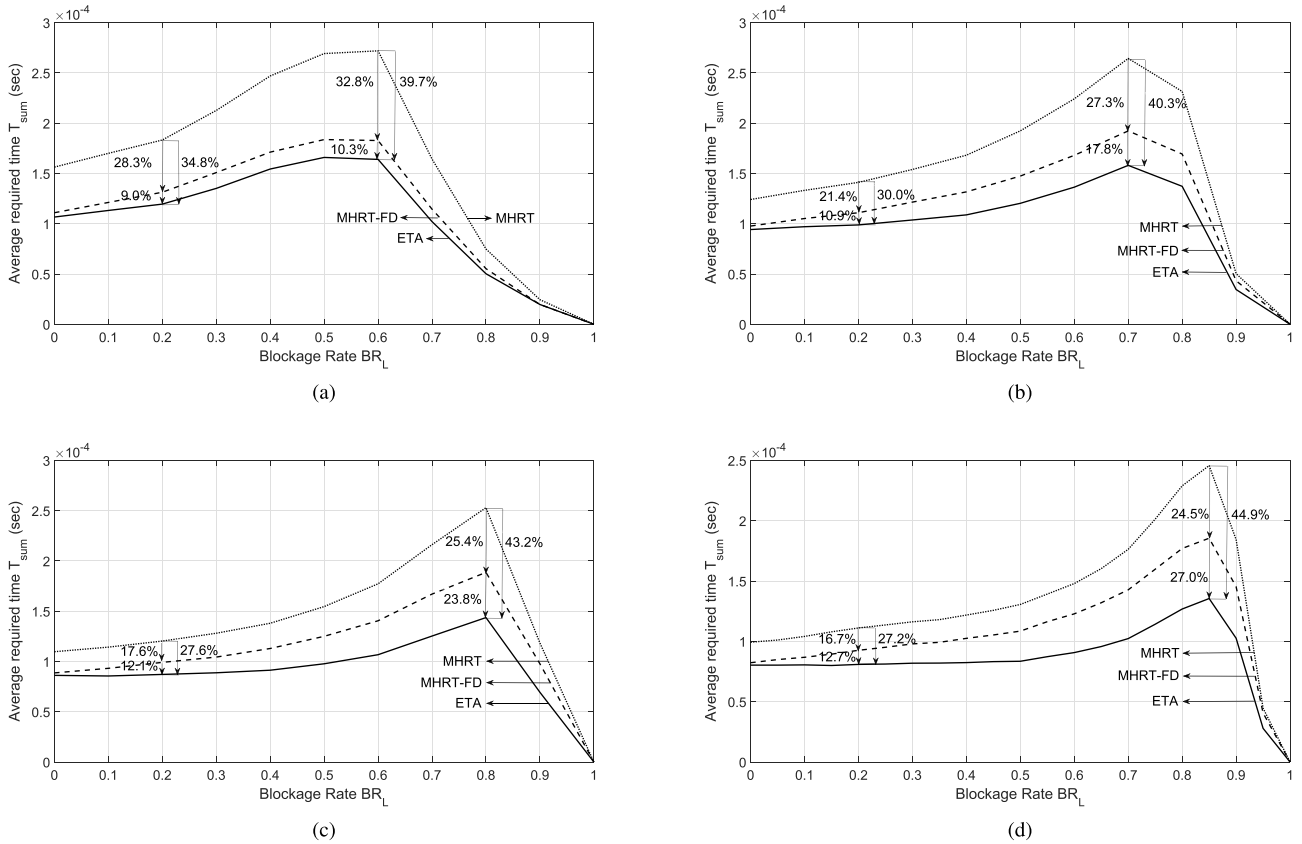 ×10⁻⁴
3
2.5
2
1.5
1
0.5
0
Average required time T_sum (sec)
32.8% 39.7%
28.3% 34.8%
10.3%
9.0%
MHRT-FD MHRT
ETA
0 0.1 0.2 0.3 0.4 0.5 0.6 0.7 0.8 0.9 1
Blockage Rate BR_L
(a)
×10⁻⁴
3
2.5
2
1.5
1
0.5
0
Average required time T_sum (sec)
27.3% 40.3%
17.8%
21.4% 30.0%
10.9%
MHRT
MHRT-FD
ETA
0 0.1 0.2 0.3 0.4 0.5 0.6 0.7 0.8 0.9 1
Blockage Rate BR_L
(b)
×10⁻⁴
3
2.5
2
1.5
1
0.5
0
Average required time T_sum (sec)
25.4% 43.2%
23.8%
17.6% 27.6%
12.1%
MHRT
MHRT-FD
ETA
0 0.1 0.2 0.3 0.4 0.5 0.6 0.7 0.8 0.9 1
Blockage Rate BR_L
(c)
×10⁻⁴
2.5
2
1.5
1
0.5
0
Average required time T_sum (sec)
24.5% 44.9%
27.0%
16.7% 27.2%
12.7%
MHRT
MHRT-FD
ETA
0 0.1 0.2 0.3 0.4 0.5 0.6 0.7 0.8 0.9 1
Blockage Rate BR_L
(d)